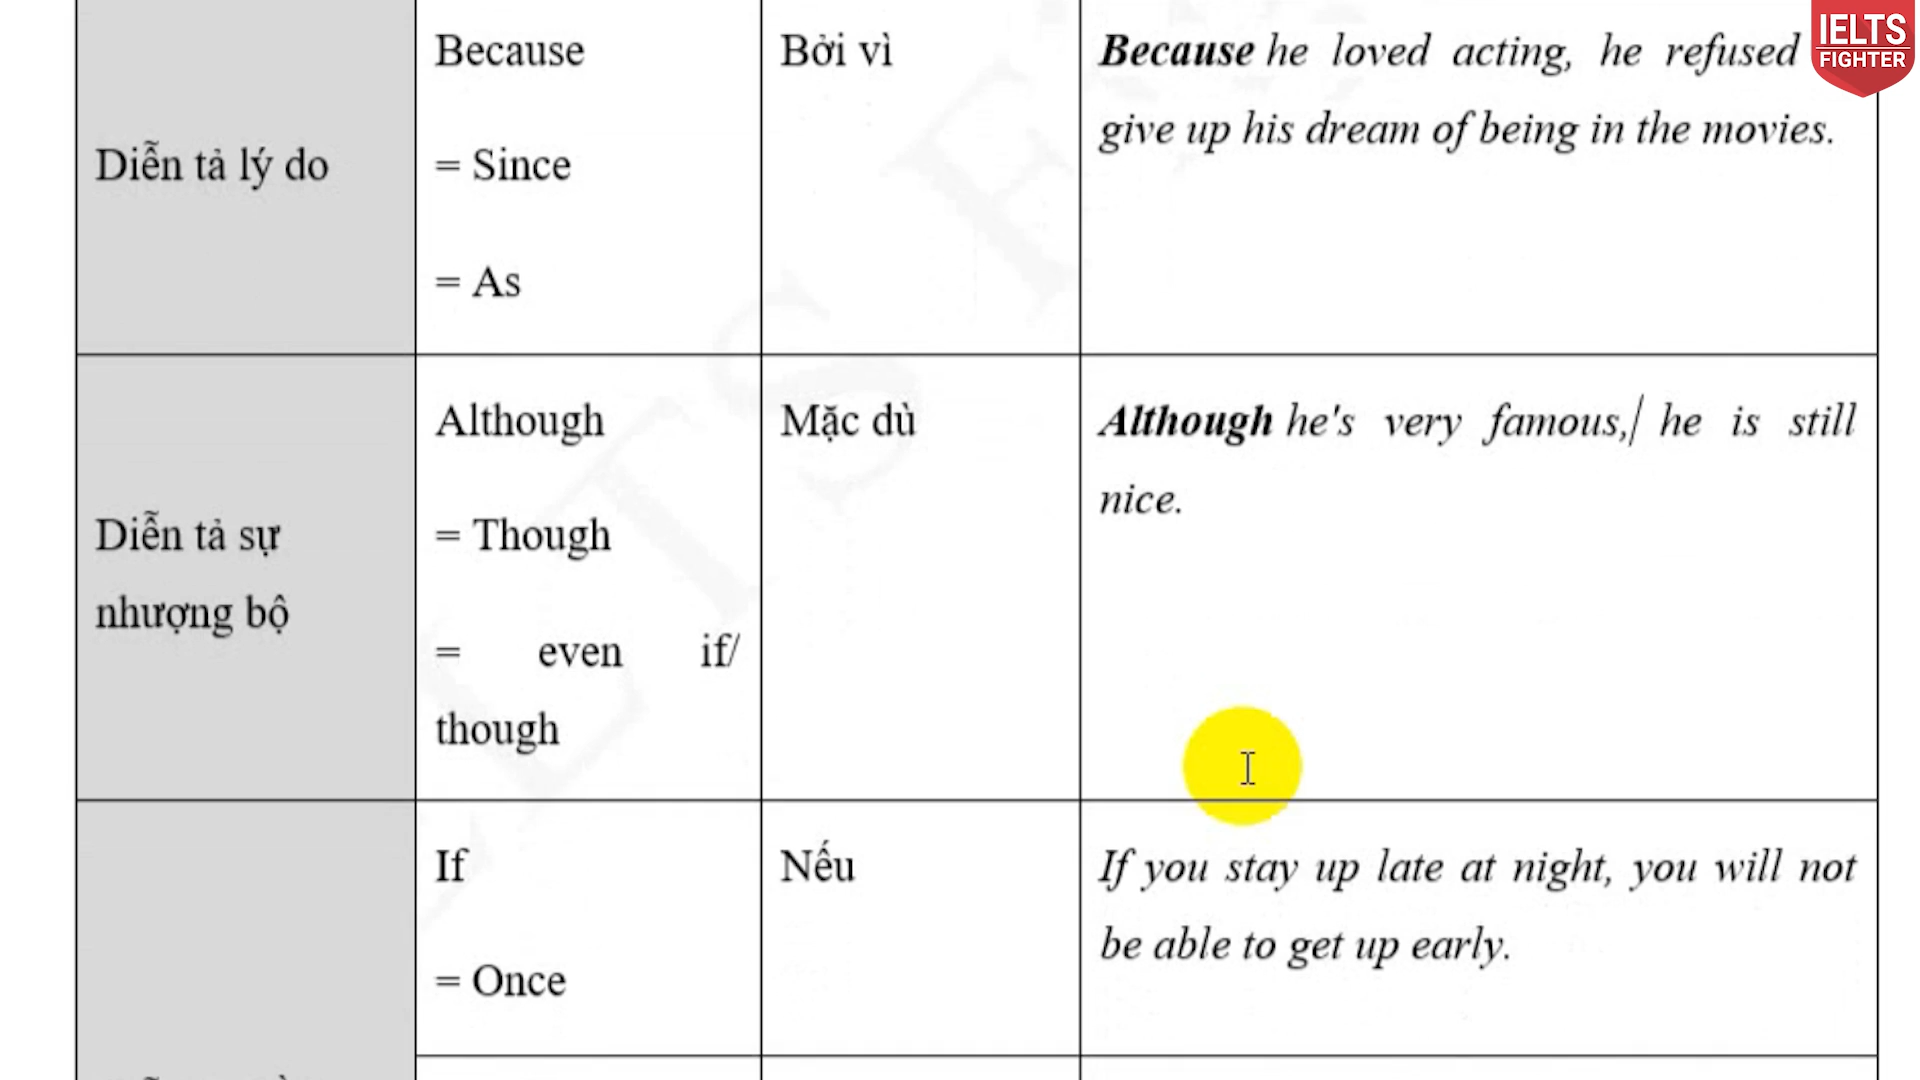 IELTS
FIGHTER
Because
Bởi vì
Because he loved acting, he refused
give up his dream of being in the movies.
Diễn tả lý do
= Since
= As
Although
Mặc dù
Although he's very famous, he is still
nice.
Diễn tả sự
nhượng bộ
= Though
= even if/
though
If
Nếu
If you stay up late at night, you will not
be able to get up early.
= Once